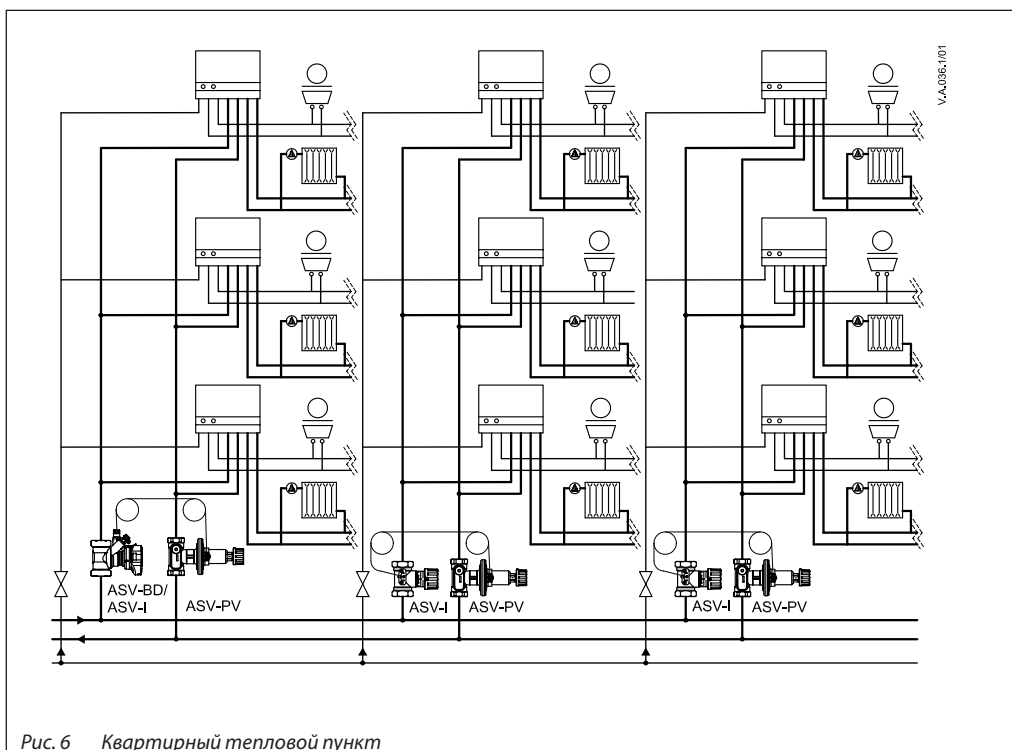 V.A.036.1/01
ASV-BD/
ASV-I
ASV-PV
ASV-I
ASV-PV
ASV-I
ASV-PV
Рис. 6 Квартирный тепловой пункт